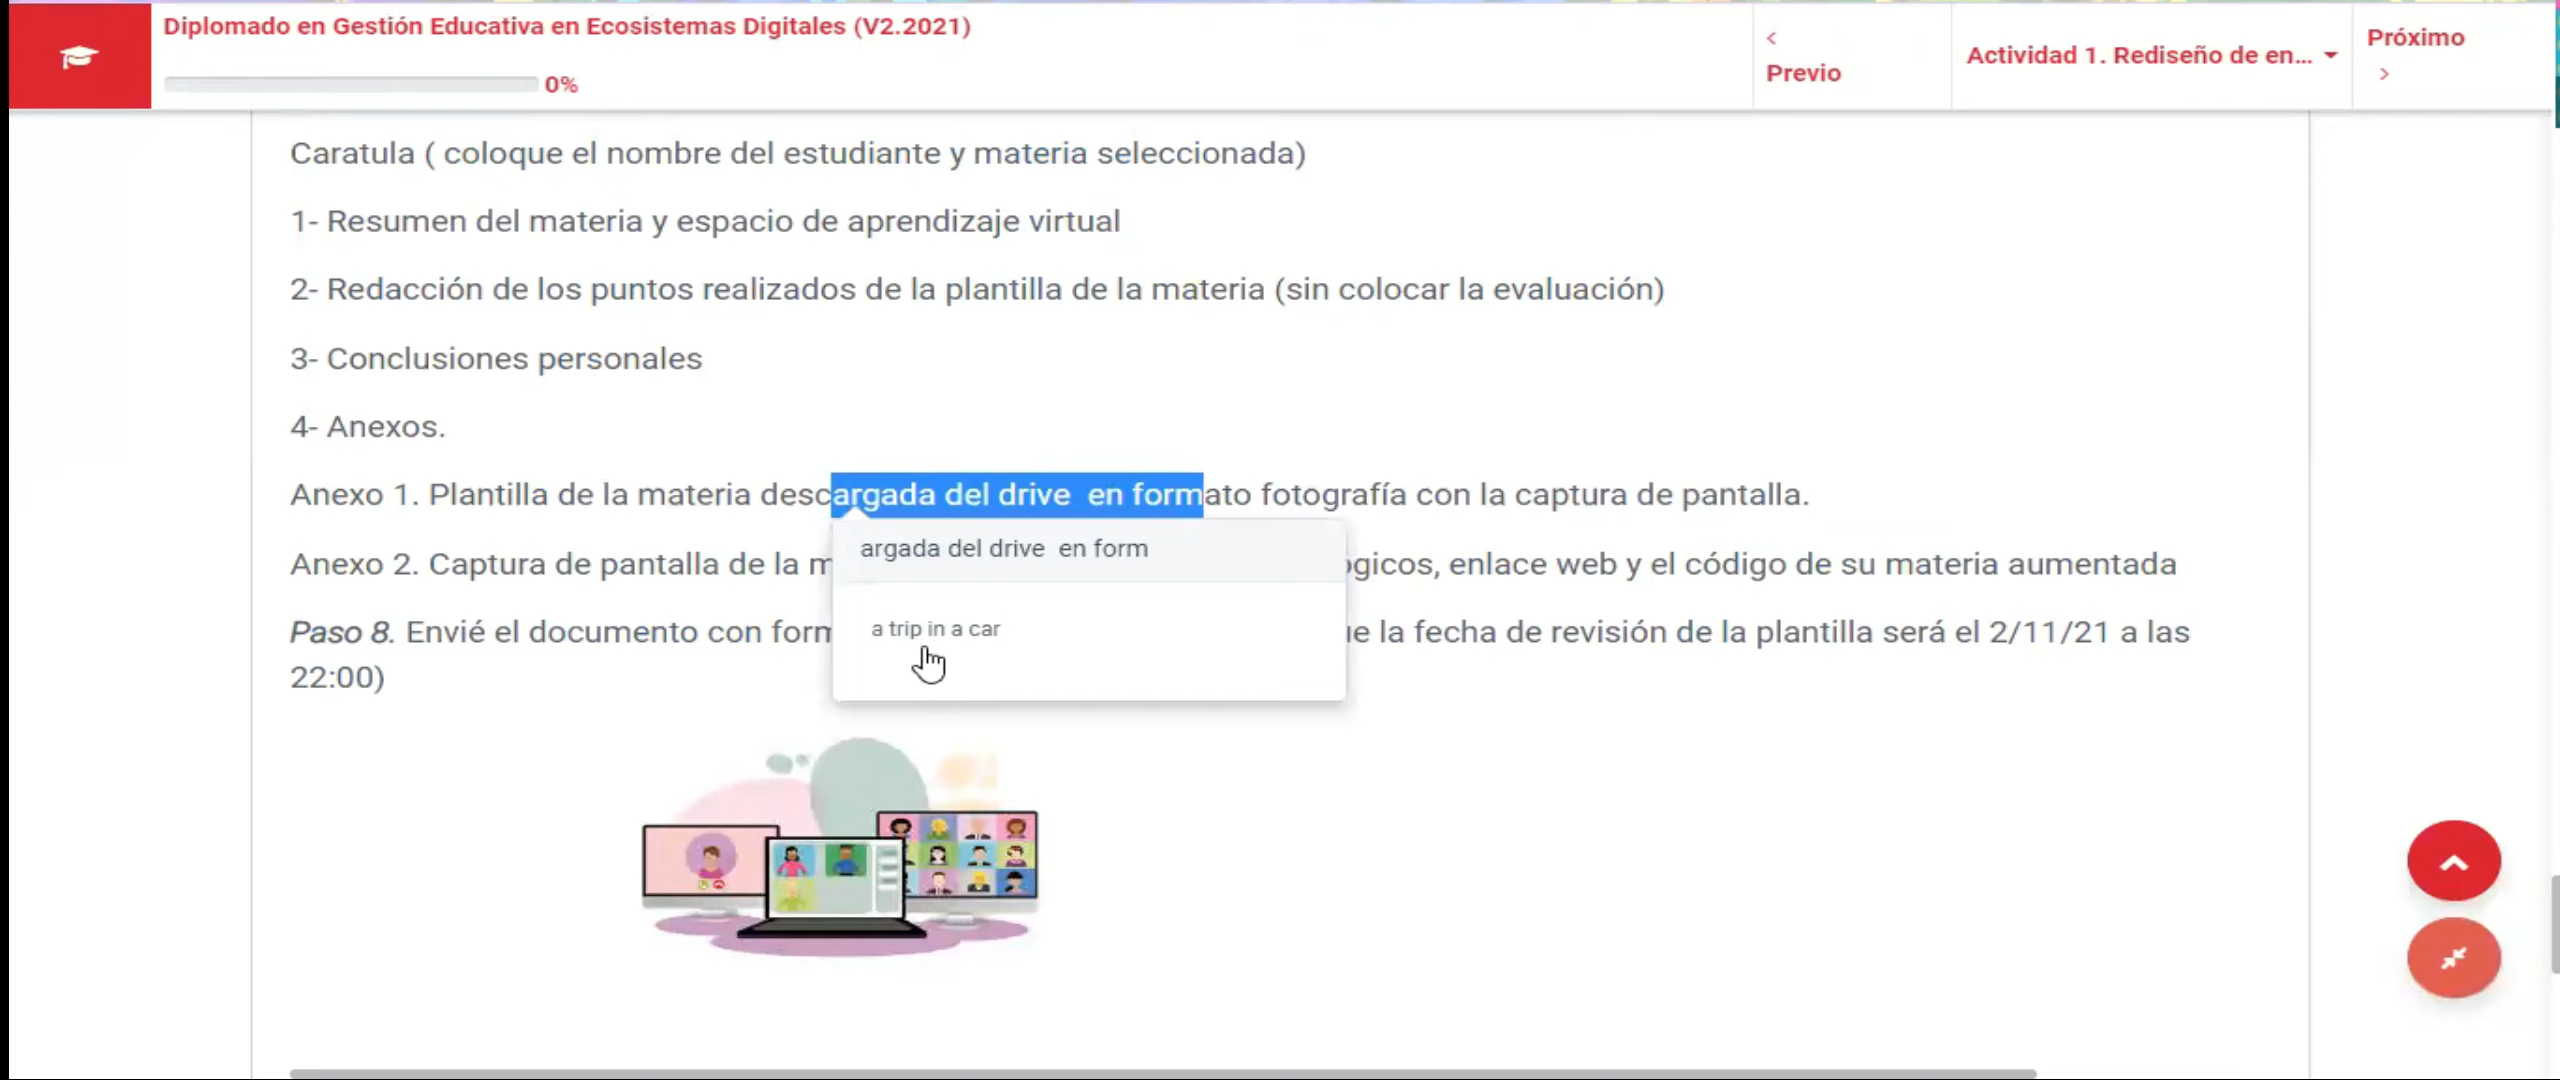 Diplomado en Gestión Educativa en Ecosistemas Digitales (V2.2021)
0%
<
Previo
Actividad 1. Rediseño de en...
Próximo
>
Caratula ( coloque el nombre del estudiante y materia seleccionada)
1- Resumen del materia y espacio de aprendizaje virtual
2- Redacción de los puntos realizados de la plantilla de la materia (sin colocar la evaluación)
3- Conclusiones personales
4- Anexos.
Anexo 1. Plantilla de la materia descargada del drive  en formato fotografía con la captura de pantalla.
argada del drive  en form
Anexo 2. Captura de pantalla de la enlace web y el código de su materia aumentada
a trip in a car
Paso 8. Envié el documento con la fecha de revisión de la plantilla será el 2/11/21 a las
22:00)